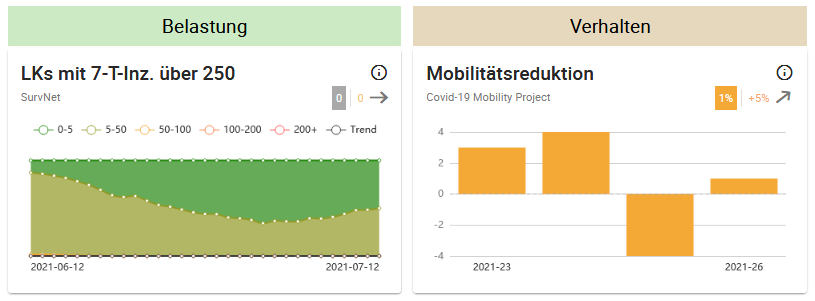 Belastung
LKs mit 7-T-Inz. über 250
SurvNet
0
0
0-5 5-50 50-100 100-200 200+ Trend
2021-06-12 2021-07-12
Verhalten
Mobilitätsreduktion
Covid-19 Mobility Project
1%
+5%
4
2
0
-2
-4
2021-23 2021-26